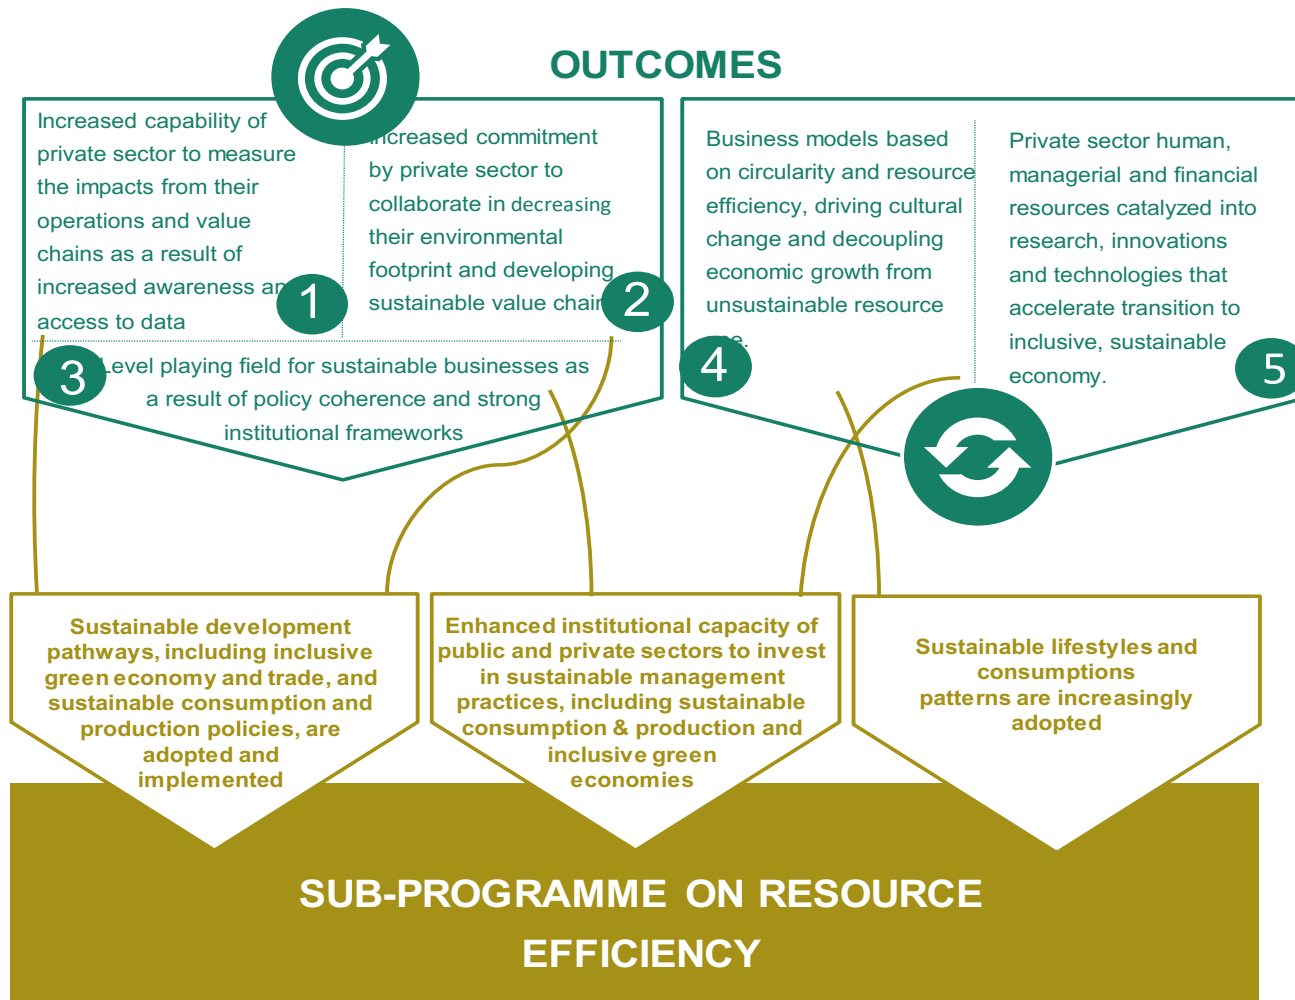 OUTCOMES
Increased capability of
private sector to measure
the impacts from their
operations and value
chains as a result of
increased awareness
access to data
1
Increased commitment
by private sector to
collaborate in decreasing
their environmental
footprint and developing
sustainable value
2
3
Level playing field for sustainable businesses as
a result of policy coherence and strong
institutional frameworks
Business models based
on circularity and resource
efficiency, driving cultural
change and decoupling
economic growth from
unsustainable resource
4
Private sector human,
managerial and financial
resources catalyzed into
research, innovations
and technologies that
accelerate transition to
inclusive, sustainable
economy.
5
Sustainable development
pathways, including inclusive
green economy and trade, and
sustainable consumption and
production policies, are
adopted and
implemented
Enhanced institutional capacity of
public and private sectors to invest
in sustainable management
practices, including sustainable
consumption & production and
inclusive green
economies
Sustainable lifestyles and
consumptions
patterns are increasingly
adopted
SUB-PROGRAMME ON RESOURCE
EFFICIENCY